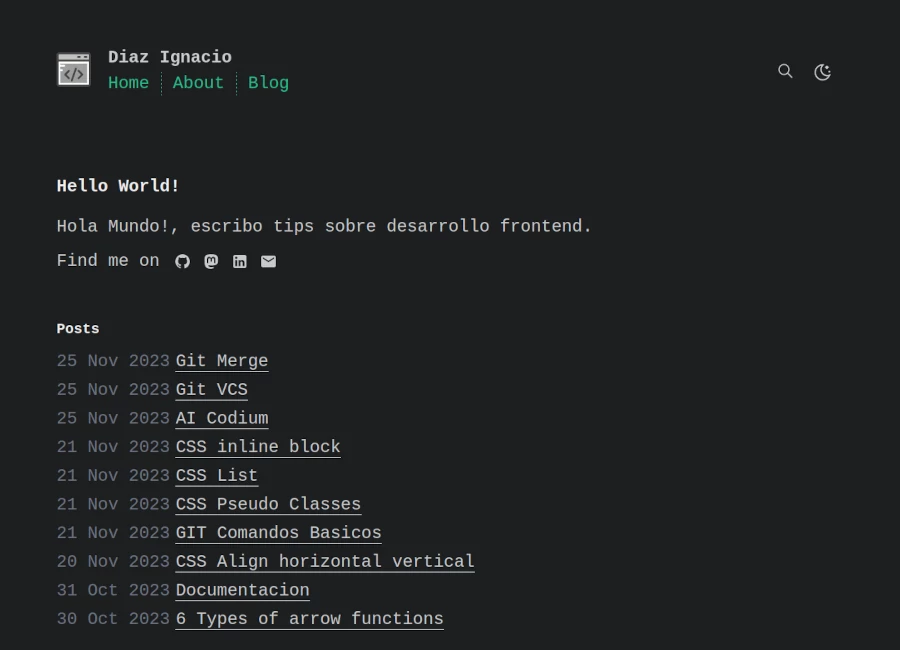 Diaz Ignacio
Home About Blog
Hello World!
Hola Mundo!, escribo tips sobre desarrollo frontend.
Find me on
Posts
25 Nov 2023 Git Merge
25 Nov 2023 Git VCS
25 Nov 2023 AI Codium
21 Nov 2023 CSS inline block
21 Nov 2023 CSS List
21 Nov 2023 CSS Pseudo Classes
21 Nov 2023 GIT Comandos Basicos
20 Nov 2023 CSS Align horizontal vertical
31 Oct 2023 Documentacion
30 Oct 2023 6 Types of arrow functions